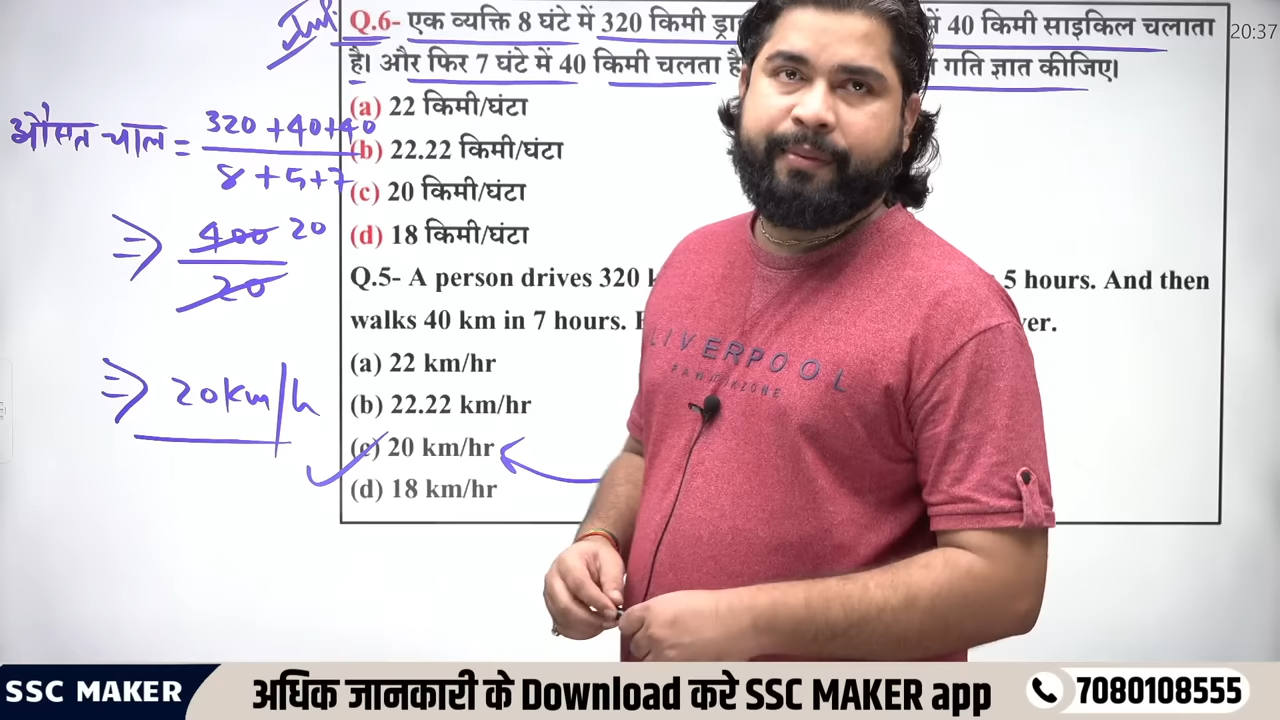 Imp.
Q.6- एक व्यक्ति 8 घंटे में 320 किमी ड्रा में 40 किमी साइकिल चलाता
है। और फिर 7 घंटे में 40 किमी चलता है गति ज्ञात कीजिए।
20:37
(a) 22 किमी/घंटा
(b) 22.22 किमी/घंटा
(c) 20 किमी/घंटा
(d) 18 किमी/घंटा
औसत चाल = 320 + 40 + 40
8 + 5 + 7
⇒ 400 20
20
⇒ 20 km/h
Q.5- A person drives 320 5 hours. And then
walks 40 km in 7 hours.
(a) 22 km/hr
(b) 22.22 km/hr
(c) 20 km/hr
(d) 18 km/hr
LIVERPOOL
SSC MAKER
अधिक जानकारी के Download करे SSC MAKER app
7080108555